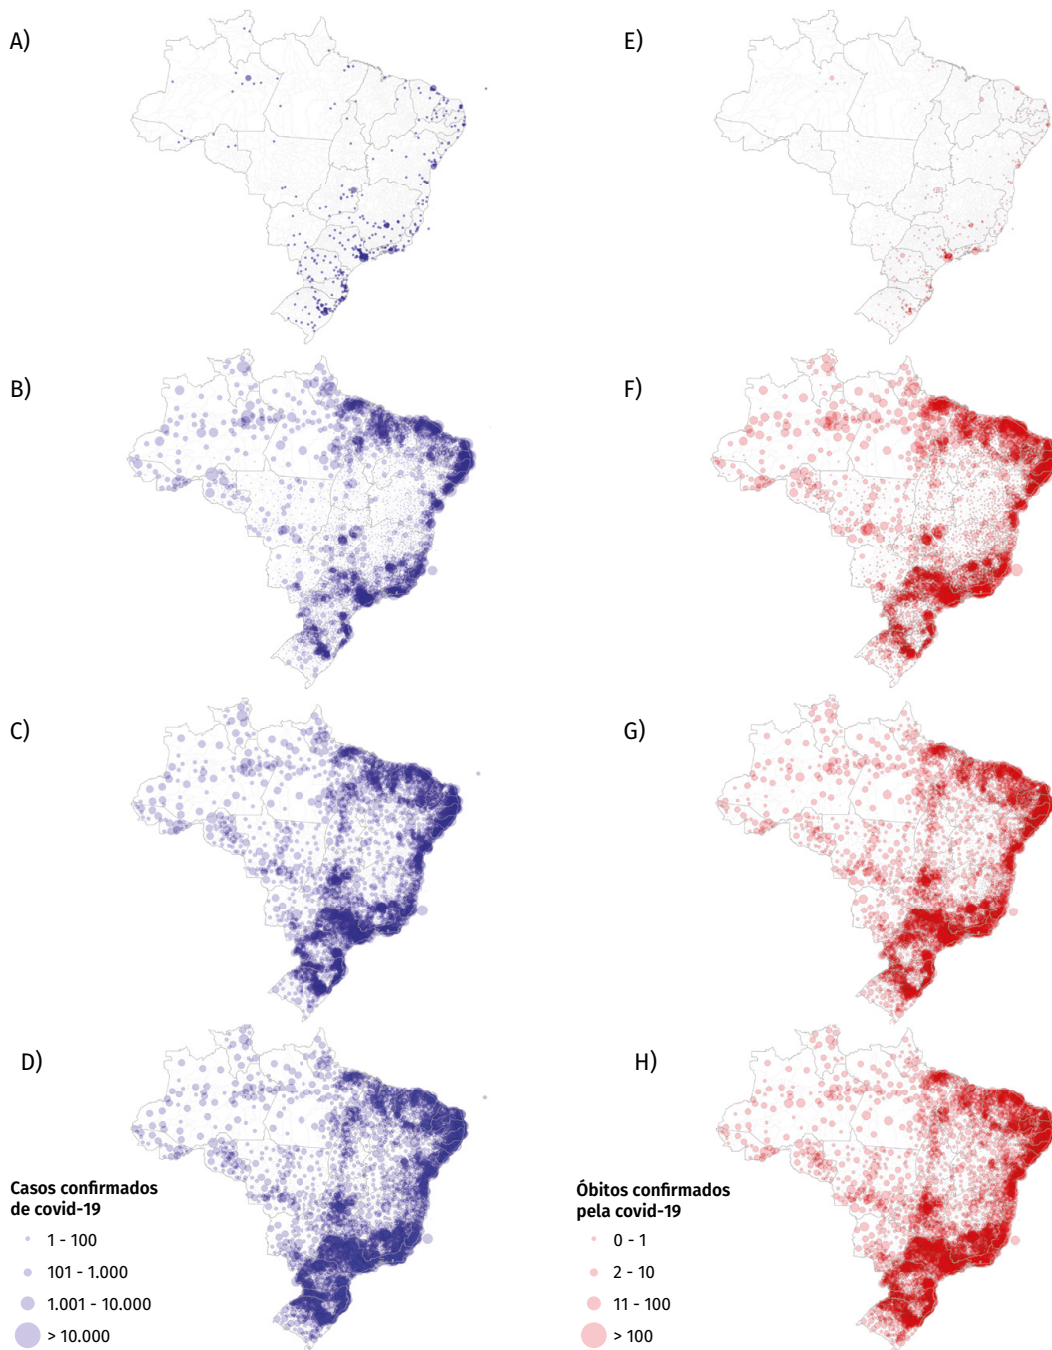 A)
E)
B)
F)
C)
G)
D)
H)
Casos confirmados
de covid-19
1 - 100
101 - 1.000
1.001 - 10.000
> 10.000
Óbitos confirmados
pela covid-19
0 - 1
2 - 10
11 - 100
> 100